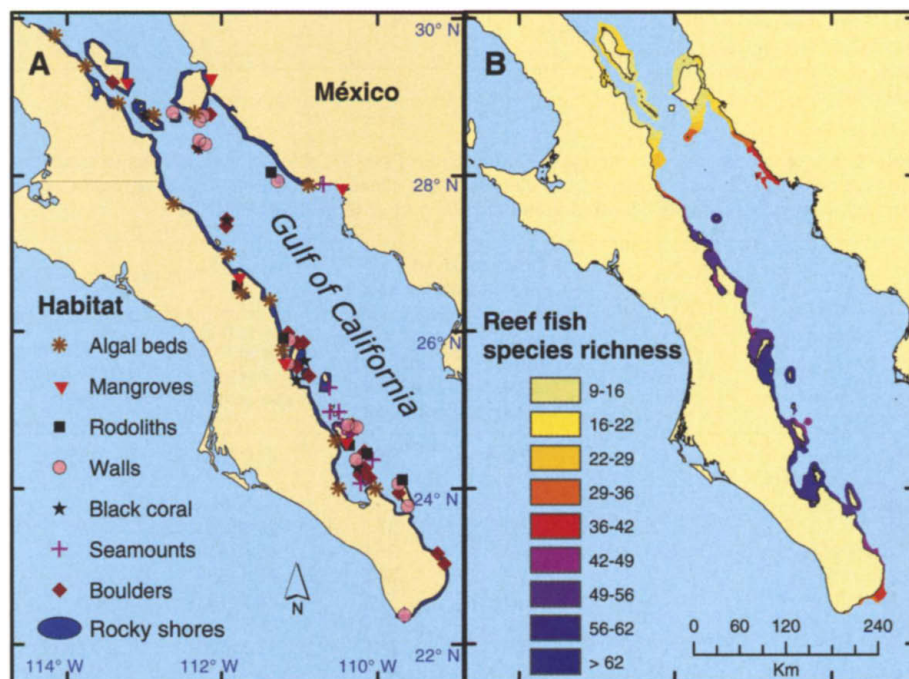 A
México
30° N
28° N
Gulf of California
26° N
24° N
22° N
114° W
112° W
110° W
N
Habitat
Algal beds
Mangroves
Rodoliths
Walls
Black coral
Seamounts
Boulders
Rocky shores
B
Reef fish
species richness
9-16
16-22
22-29
29-36
36-42
42-49
49-56
56-62
> 62
0 60 120 240
Km